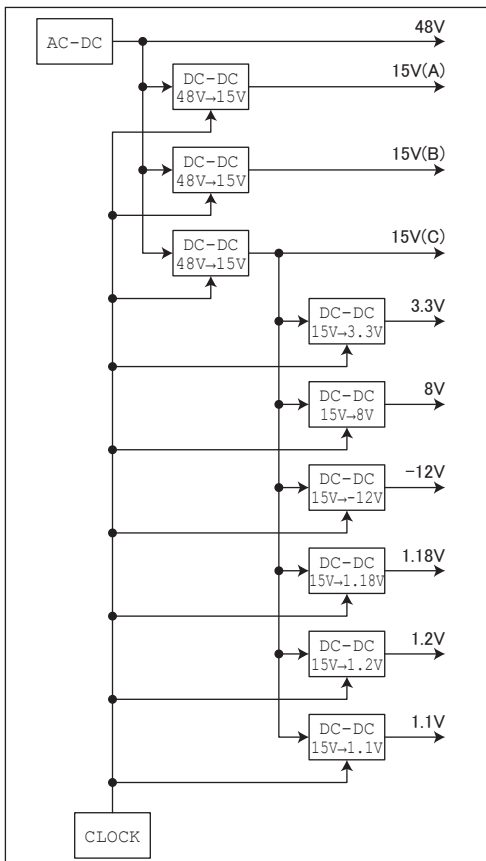 48V
AC-DC
15V(A)
DC-DC
48V→15V
15V(B)
DC-DC
48V→15V
15V(C)
DC-DC
48V→15V
3.3V
DC-DC
15V→3.3V
8V
DC-DC
15V→8V
-12V
DC-DC
15V→-12V
1.18V
DC-DC
15V→1.18V
1.2V
DC-DC
15V→1.2V
1.1V
DC-DC
15V→1.1V
CLOCK